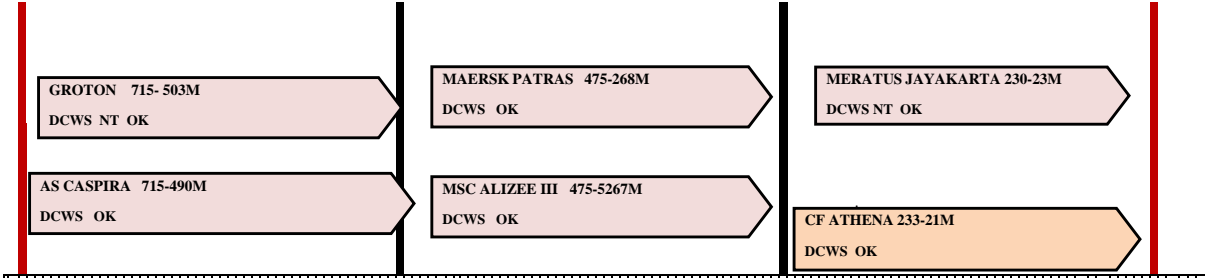 GROTON 715- 503M
DCWS NT OK
MAERSK PATRAS 475-268M
DCWS OK
MERATUS JAYAKARTA 230-23M
DCWS NT OK
AS CASPIRA 715-490M
DCWS OK
MSC ALIZEE III 475-5267M
DCWS OK
CF ATHENA 233-21M
DCWS OK